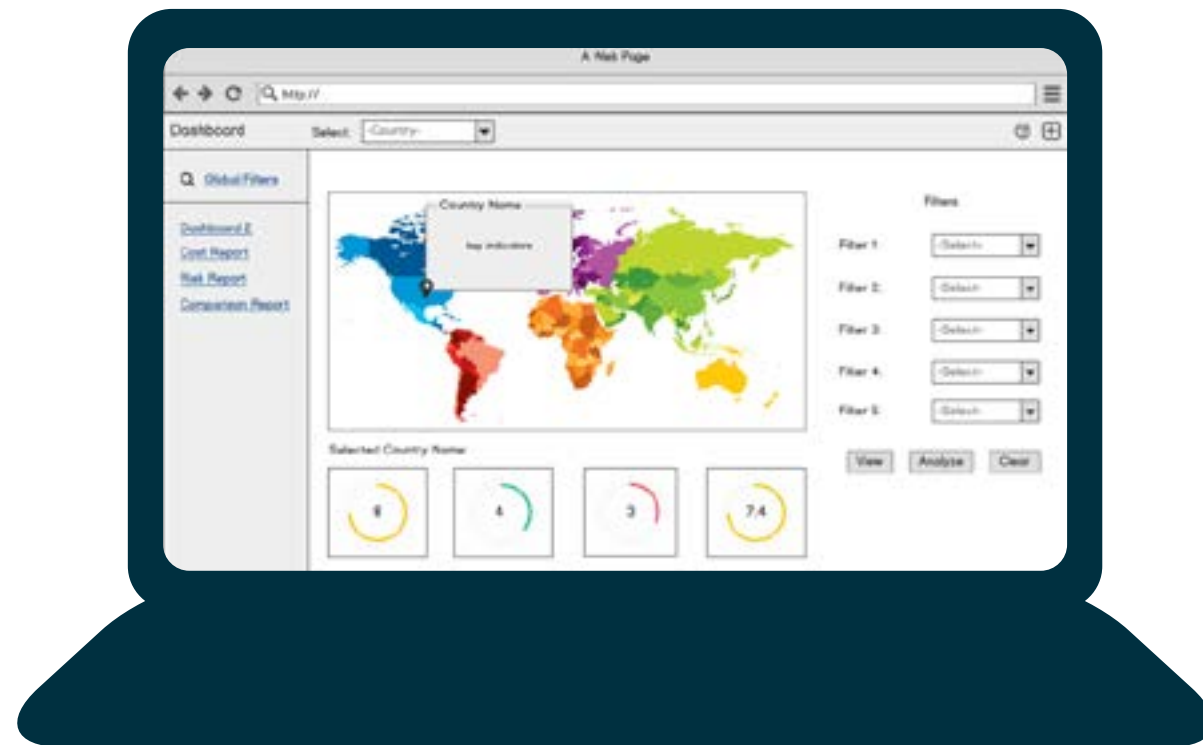 A Web Page
http://
Dashboard
Select:
-Country-
Global Filters
Dashboard E
Cost Report
Risk Report
Comparison Report
Country Name
key indicators
Filters
Filter 1:
-Select-
Filter 2:
-Select-
Filter 3:
-Select-
Filter 4:
-Select-
Filter 5:
-Select-
View
Analyze
Clear
Selected Country Name
4
3
7.4